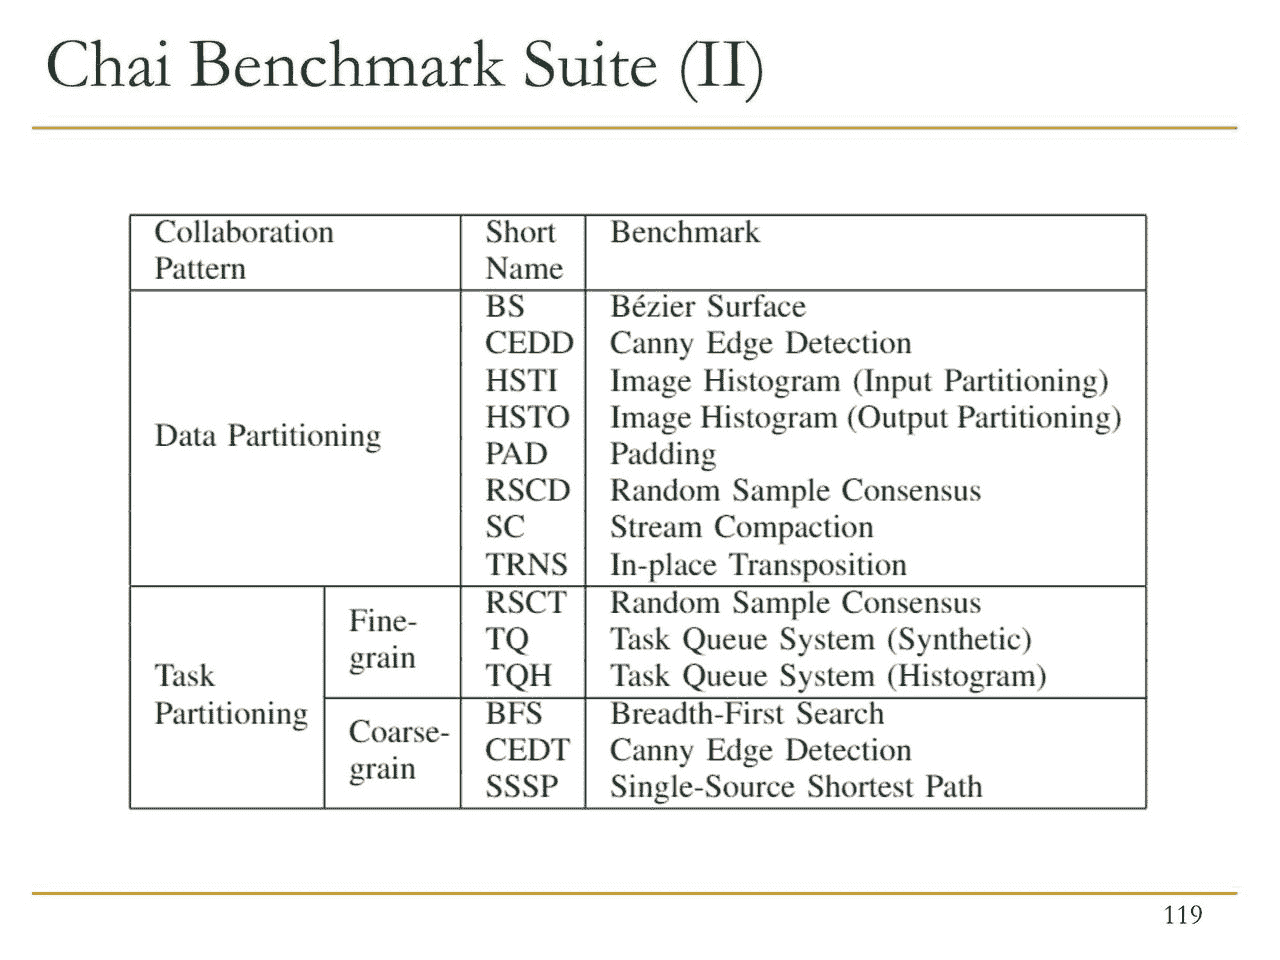 Chai Benchmark Suite (II)
Collaboration Pattern Short Name Benchmark
Data Partitioning
BS Bézier Surface
CEDD Canny Edge Detection
HSTI Image Histogram (Input Partitioning)
HSTO Image Histogram (Output Partitioning)
PAD Padding
RSCD Random Sample Consensus
SC Stream Compaction
TRNS In-place Transposition
Task Partitioning
Fine-grain
RSCT Random Sample Consensus
TQ Task Queue System (Synthetic)
TQH Task Queue System (Histogram)
Coarse-grain
BFS Breadth-First Search
CEDT Canny Edge Detection
SSSP Single-Source Shortest Path
119